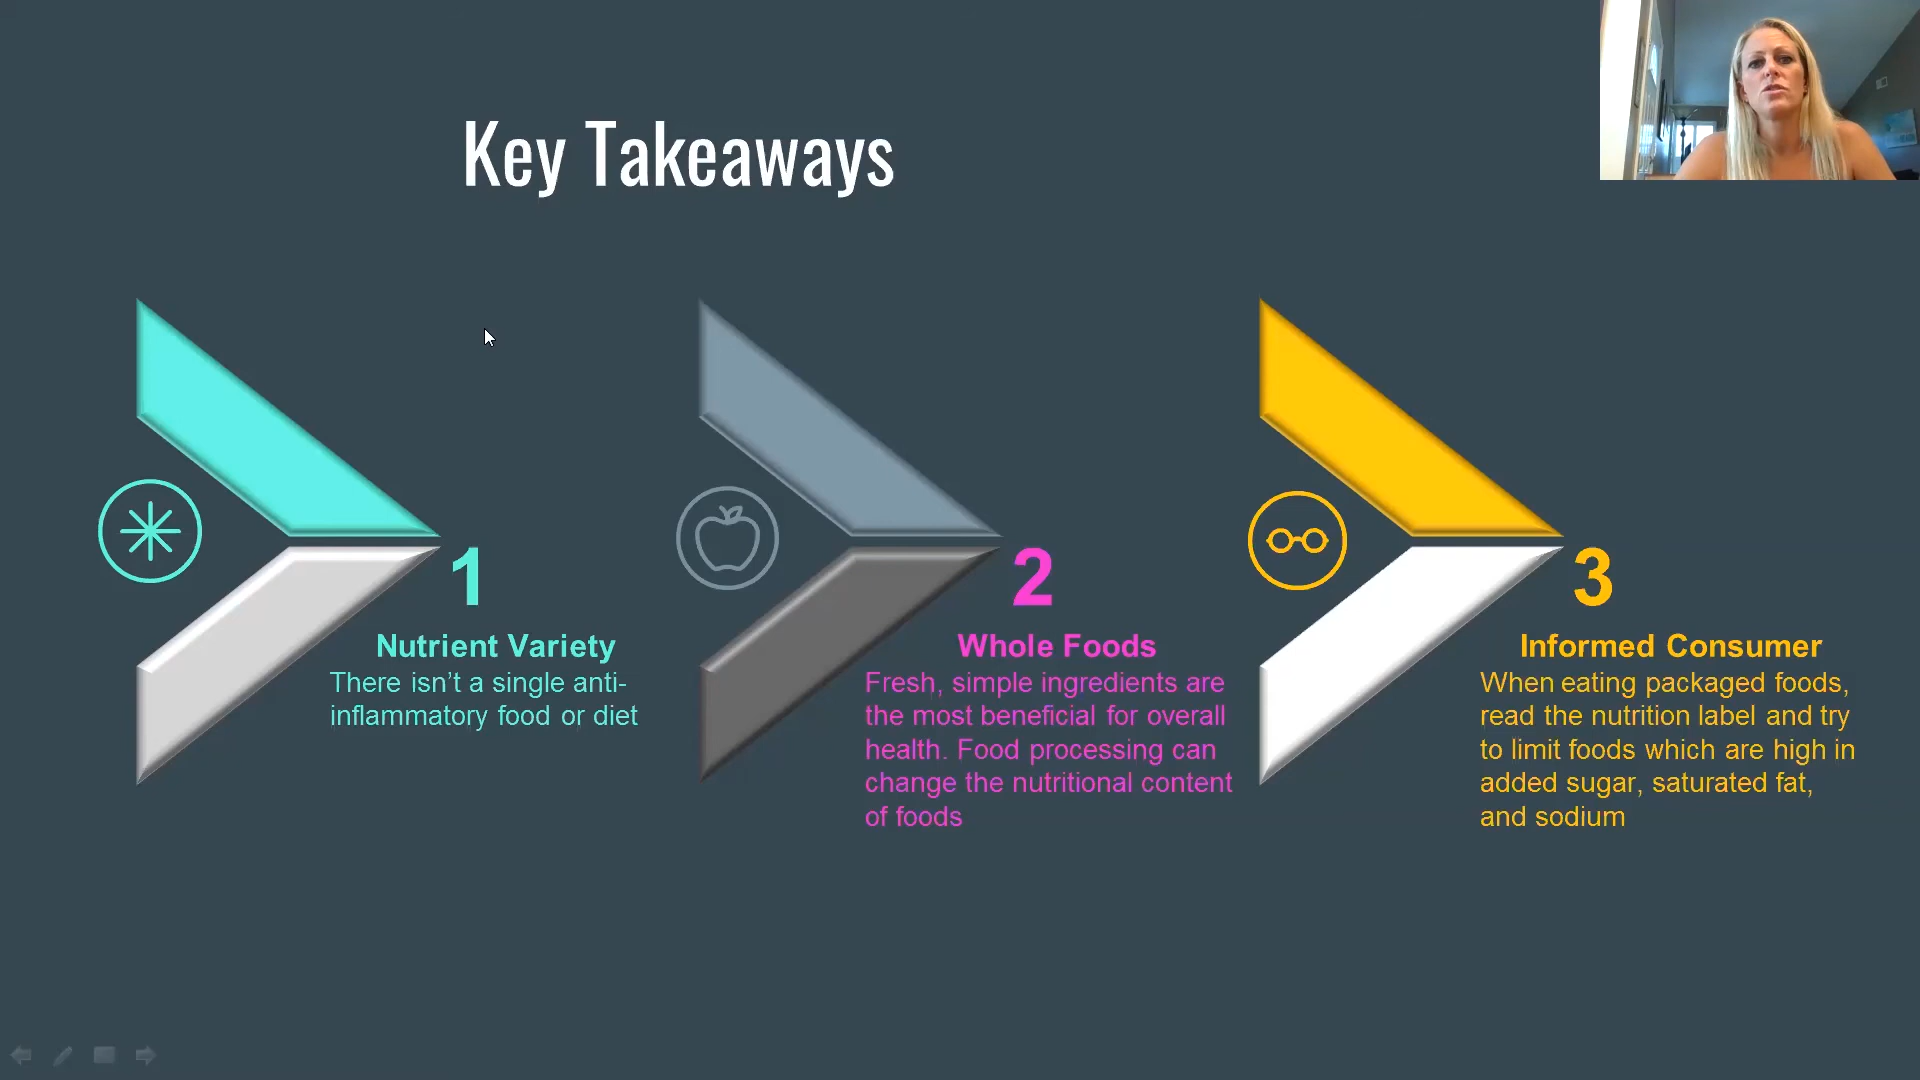 Key Takeaways
1
Nutrient Variety
There isn’t a single anti-
inflammatory food or diet
2
Whole Foods
Fresh, simple ingredients are
the most beneficial for overall
health. Food processing can
change the nutritional content
of foods
3
Informed Consumer
When eating packaged foods,
read the nutrition label and try
to limit foods which are high in
added sugar, saturated fat,
and sodium